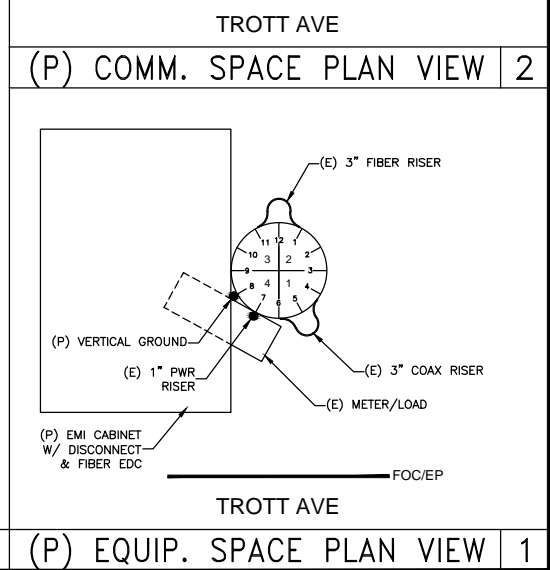 TROTT AVE
(P) COMM. SPACE PLAN VIEW 2
(E) 3" FIBER RISER
11 12 1
10 2
3 2
9 3
4 1
8 4
7 6 5
(P) VERTICAL GROUND
(E) 1" PWR
RISER
(E) 3" COAX RISER
(E) METER/LOAD
(P) EMI CABINET
W/ DISCONNECT
& FIBER EDC
FOC/EP
TROTT AVE
(P) EQUIP. SPACE PLAN VIEW 1